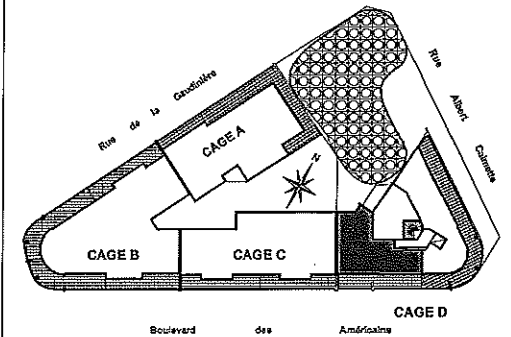 Rue de la Gaudinière
Rue Albert Calmette
CAGE A
N
CAGE B
CAGE C
CAGE D
Boulevard des Américains